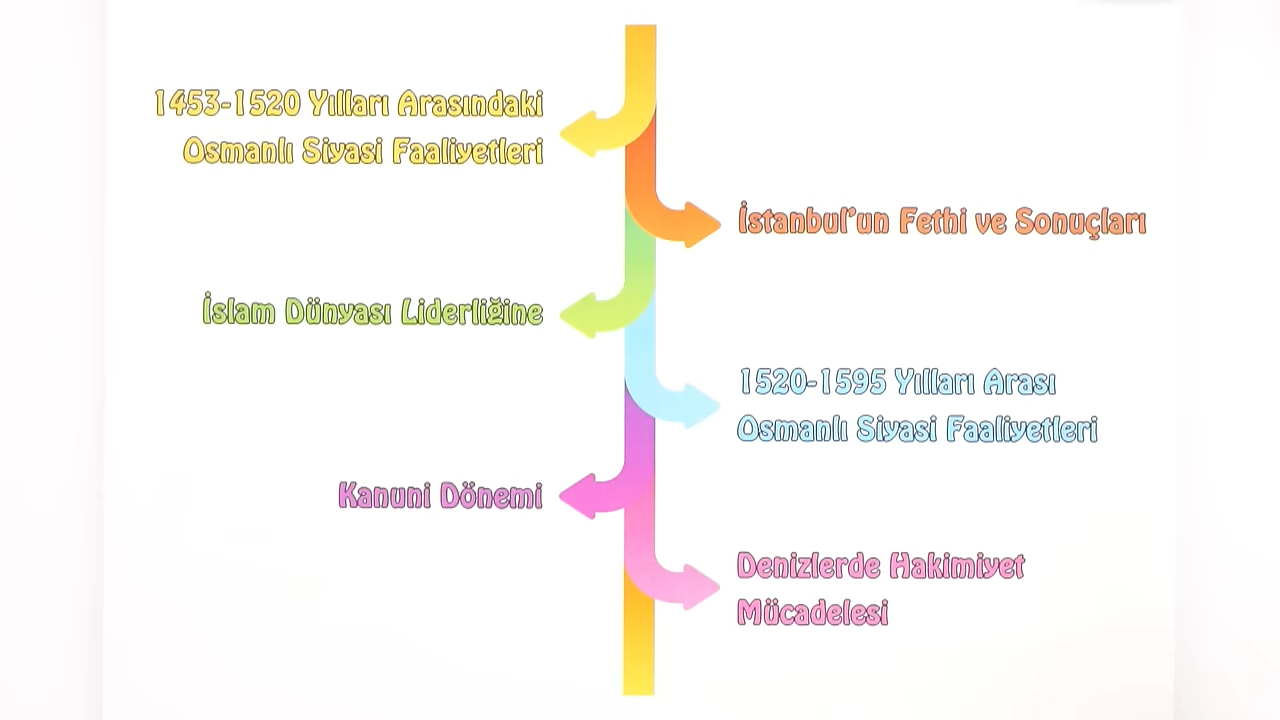 1453-1520 Yılları Arasındaki
Osmanlı Siyasi Faaliyetleri
İstanbul'un Fethi ve Sonuçları
İslam Dünyası Liderliğine
1520-1595 Yılları Arası
Osmanlı Siyasi Faaliyetleri
Kanuni Dönemi
Denizlerde Hakimiyet
Mücadelesi